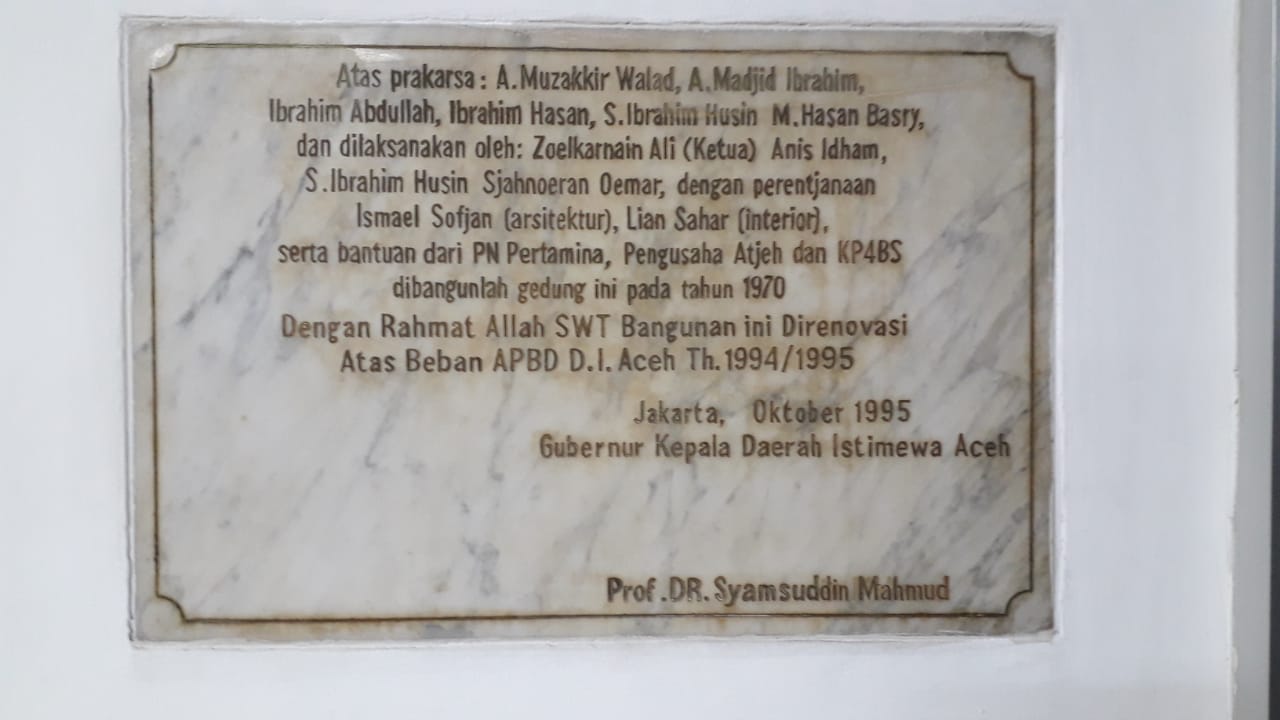 Atas prakarsa : A.Muzakkir Walad, A.Madjid Ibrahim,
Ibrahim Abdullah, Ibrahim Hasan, S.Ibrahim Husin M.Hasan Basry,
dan dilaksanakan oleh: Zoelkarnain Ali (Ketua) Anis Idham,
S.Ibrahim Husin Sjahnoeran Oemar, dengan perentjanaan
Ismael Sofjan (arsitektur), Lian Sahar (interior),
serta bantuan dari PN Pertamina, Pengusaha Atjeh dan KP4BS
dibangunlah gedung ini pada tahun 1970
Dengan Rahmat Allah SWT Bangunan ini Direnovasi
Atas Beban APBD D.I. Aceh Th.1994/1995
Jakarta, Oktober 1995
Gubernur Kepala Daerah Istimewa Aceh
Prof.DR.Syamsuddin Mahmud